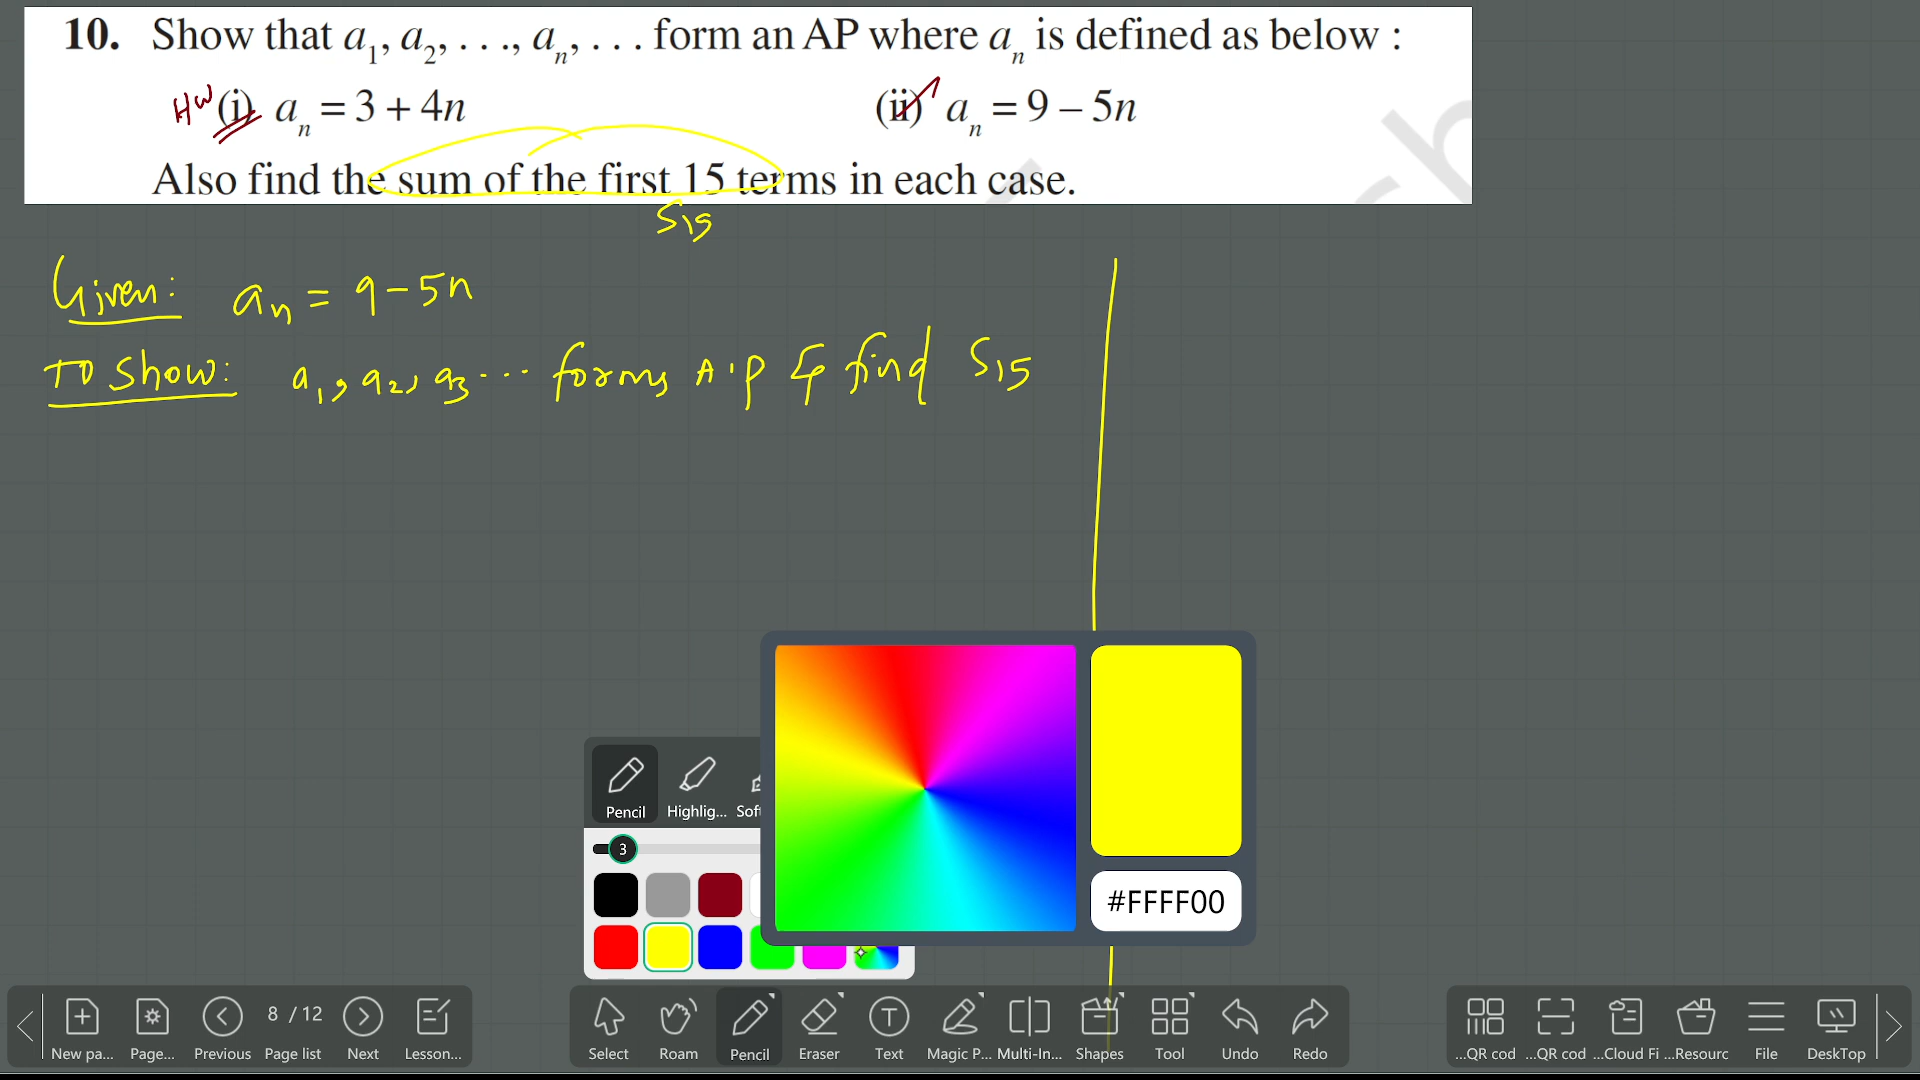 10. Show that a₁, a₂, . . ., aₙ, . . . form an AP where aₙ is defined as below :
HW (i) aₙ = 3 + 4n (ii) aₙ = 9 – 5n
Also find the sum of the first 15 terms in each case.
S15
Given: an = 9-5n
To Show: a1, a2, a3 ... forms A.P & find S15
Pencil Highlig... Sof
3
#FFFF00
New pa... Page... Previous 8 / 12 Page list Next Lesson...
Select Roam Pencil Eraser Text Magic P... Multi-In... Shapes Tool Undo Redo
...QR cod ...QR cod ...Cloud Fi ...Resourc File DeskTop